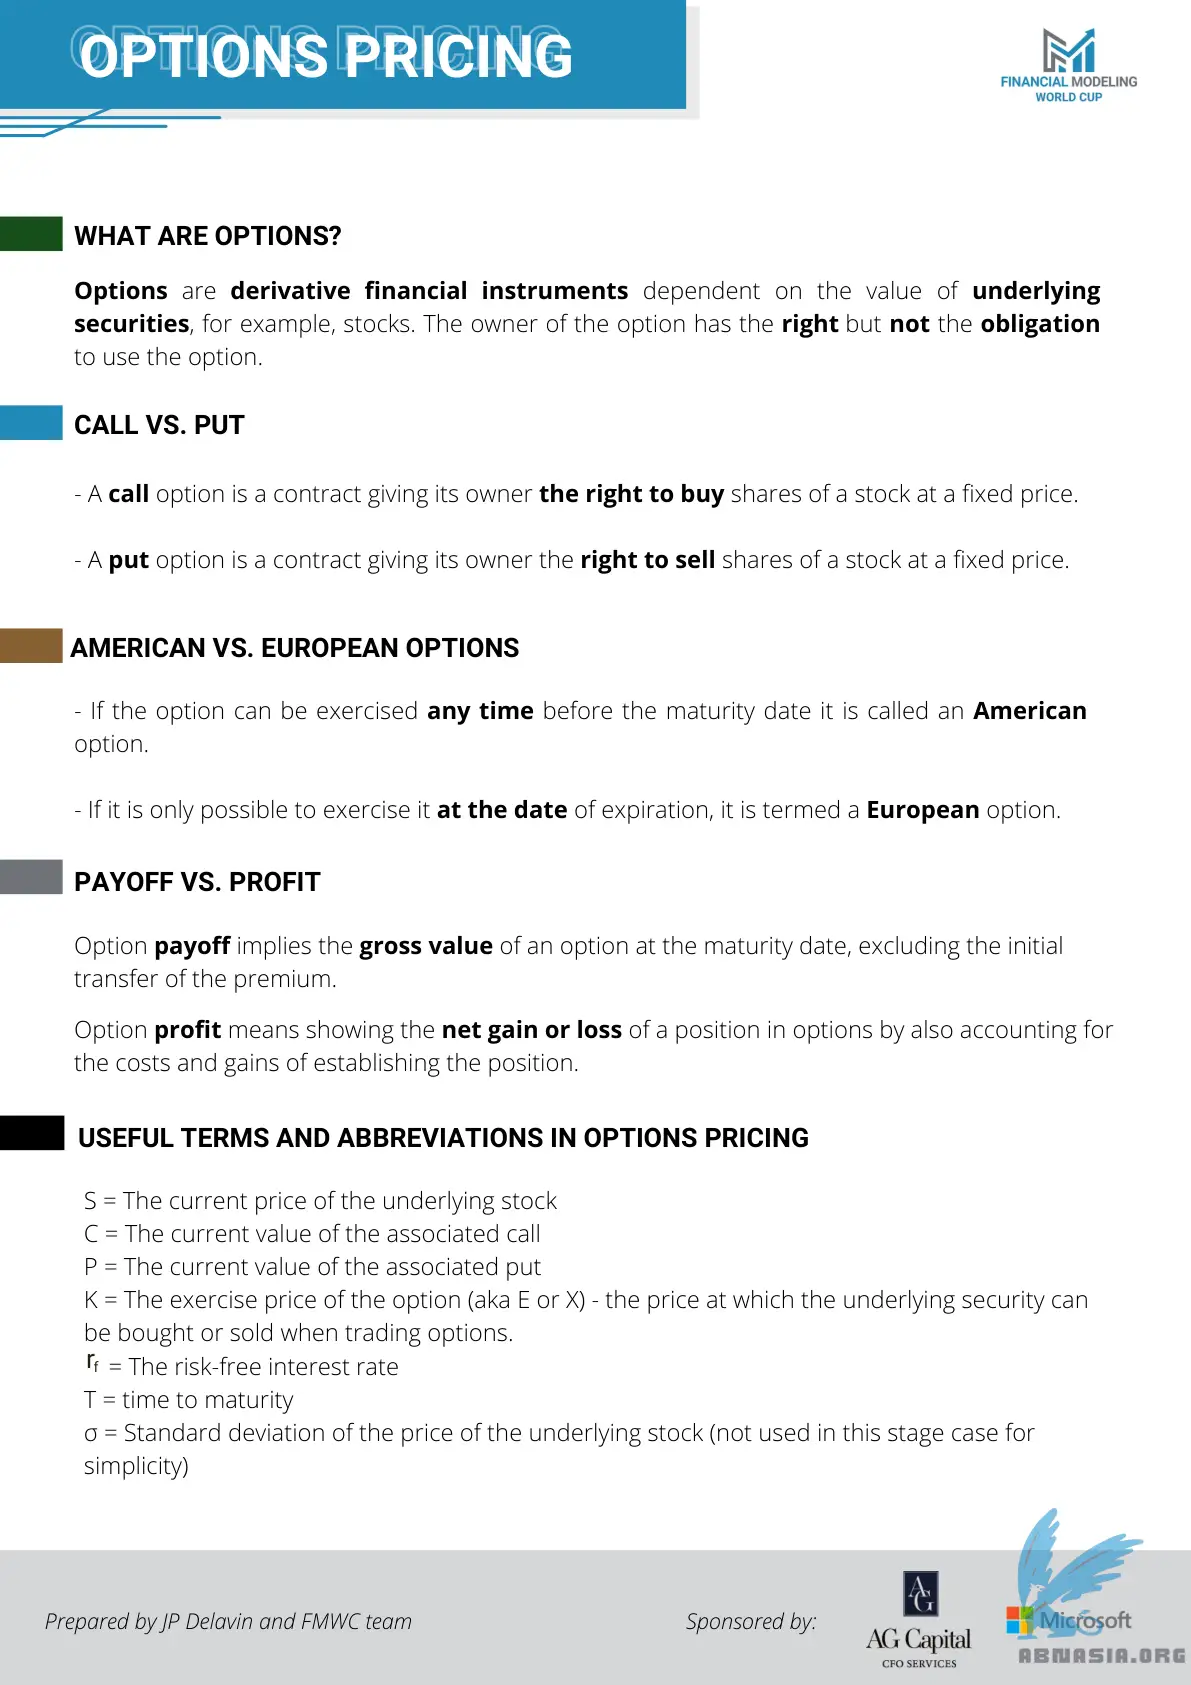 OPTIONS PRICING
OPTIONS PRICING
FINANCIAL MODELING
WORLD CUP
WHAT ARE OPTIONS?
Options are derivative financial instruments dependent on the value of underlying
securities, for example, stocks. The owner of the option has the right but not the obligation
to use the option.
CALL VS. PUT
- A call option is a contract giving its owner the right to buy shares of a stock at a fixed price.
- A put option is a contract giving its owner the right to sell shares of a stock at a fixed price.
AMERICAN VS. EUROPEAN OPTIONS
- If the option can be exercised any time before the maturity date it is called an American
option.
- If it is only possible to exercise it at the date of expiration, it is termed a European option.
PAYOFF VS. PROFIT
Option payoff implies the gross value of an option at the maturity date, excluding the initial
transfer of the premium.
Option profit means showing the net gain or loss of a position in options by also accounting for
the costs and gains of establishing the position.
USEFUL TERMS AND ABBREVIATIONS IN OPTIONS PRICING
S = The current price of the underlying stock
C = The current value of the associated call
P = The current value of the associated put
K = The exercise price of the option (aka E or X) - the price at which the underlying security can
be bought or sold when trading options.
rf = The risk-free interest rate
T = time to maturity
σ = Standard deviation of the price of the underlying stock (not used in this stage case for
simplicity)
Prepared by JP Delavin and FMWC team
Sponsored by:
AG
AG Capital
CFO SERVICES
Microsoft
ABNASIA.ORG